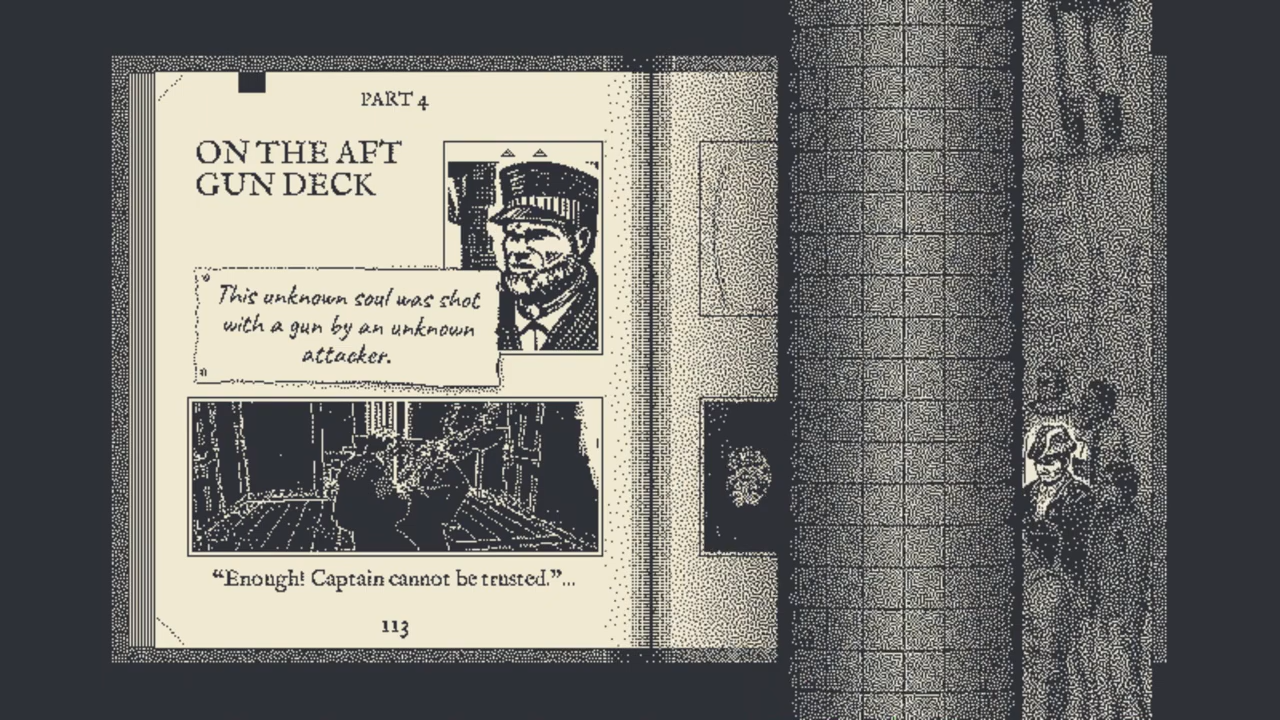 PART 4
ON THE AFT
GUN DECK
This unknown soul was shot
with a gun by an unknown
attacker.
“Enough! Captain cannot be trusted.”...
113